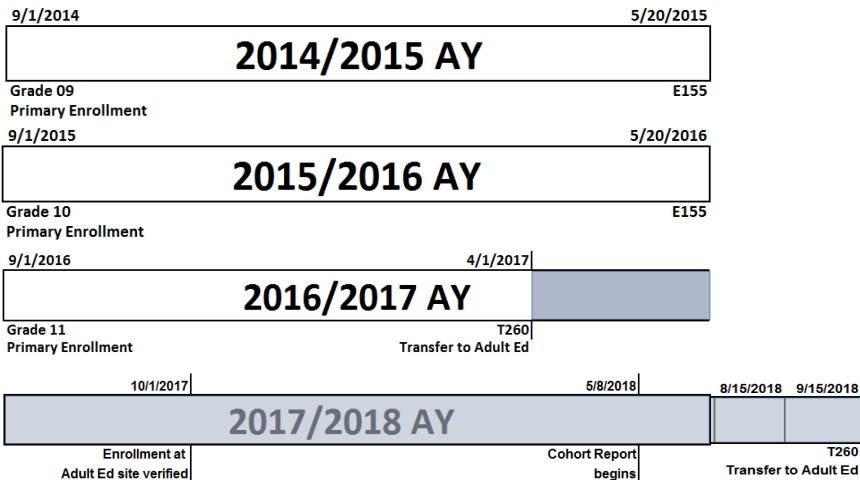 9/1/2014 5/20/2015
2014/2015 AY
Grade 09 E155
Primary Enrollment
9/1/2015 5/20/2016
2015/2016 AY
Grade 10 E155
Primary Enrollment
9/1/2016 4/1/2017
2016/2017 AY
Grade 11 T260
Primary Enrollment Transfer to Adult Ed
10/1/2017 5/8/2018 8/15/2018 9/15/2018
2017/2018 AY
Enrollment at Cohort Report T260
Adult Ed site verified begins Transfer to Adult Ed